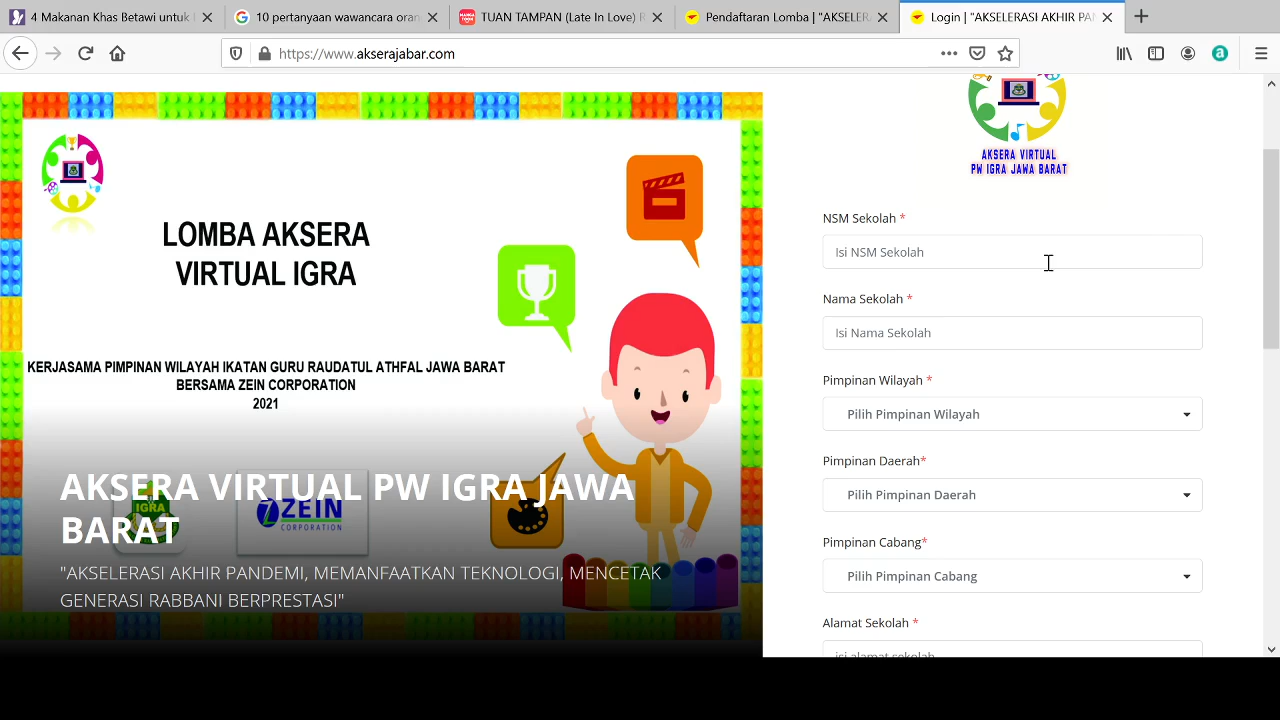 4 Makanan Khas Betawi untuk
10 pertanyaan wawancara oran
TUAN TAMPAN (Late In Love) R
Pendaftaran Lomba | "AKSELER
Login | "AKSELERASI AKHIR PAN
https://www.akserajabar.com
AKSERA VIRTUAL
PW IGRA JAWA BARAT
LOMBA AKSERA
VIRTUAL IGRA
KERJASAMA PIMPINAN WILAYAH IKATAN GURU RAUDATUL ATHFAL JAWA BARAT
BERSAMA ZEIN CORPORATION
2021
IGRA
ZEIN
CORPORATION
AKSERA VIRTUAL PW IGRA JAWA
BARAT
"AKSELERASI AKHIR PANDEMI, MEMANFAATKAN TEKNOLOGI, MENCETAK
GENERASI RABBANI BERPRESTASI"
NSM Sekolah *
Isi NSM Sekolah
Nama Sekolah *
Isi Nama Sekolah
Pimpinan Wilayah *
Pilih Pimpinan Wilayah
Pimpinan Daerah*
Pilih Pimpinan Daerah
Pimpinan Cabang*
Pilih Pimpinan Cabang
Alamat Sekolah *
isi alamat sekolah